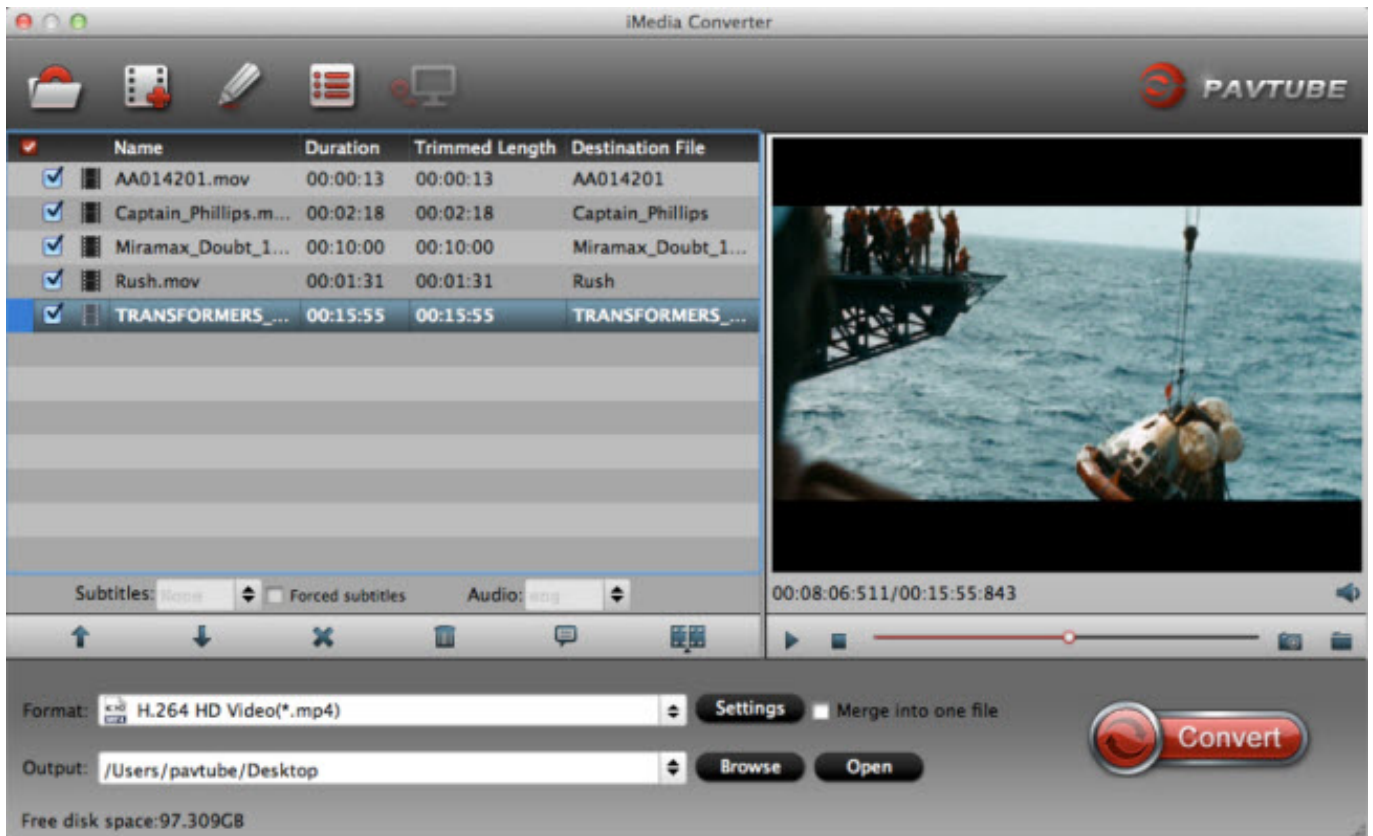 iMedia Converter
PAVTUBE
Name Duration Trimmed Length Destination File
AA014201.mov 00:00:13 00:00:13 AA014201
Captain_Phillips.m... 00:02:18 00:02:18 Captain_Phillips
Miramax_Doubt_1... 00:10:00 00:10:00 Miramax_Doubt_1...
Rush.mov 00:01:31 00:01:31 Rush
TRANSFORMERS_... 00:15:55 00:15:55 TRANSFORMERS_...
Subtitles: None Forced subtitles Audio: eng
00:08:06:511/00:15:55:843
Format: H.264 HD Video(*.mp4) Settings Merge into one file
Convert
Output: /Users/pavtube/Desktop Browse Open
Free disk space:97.309GB